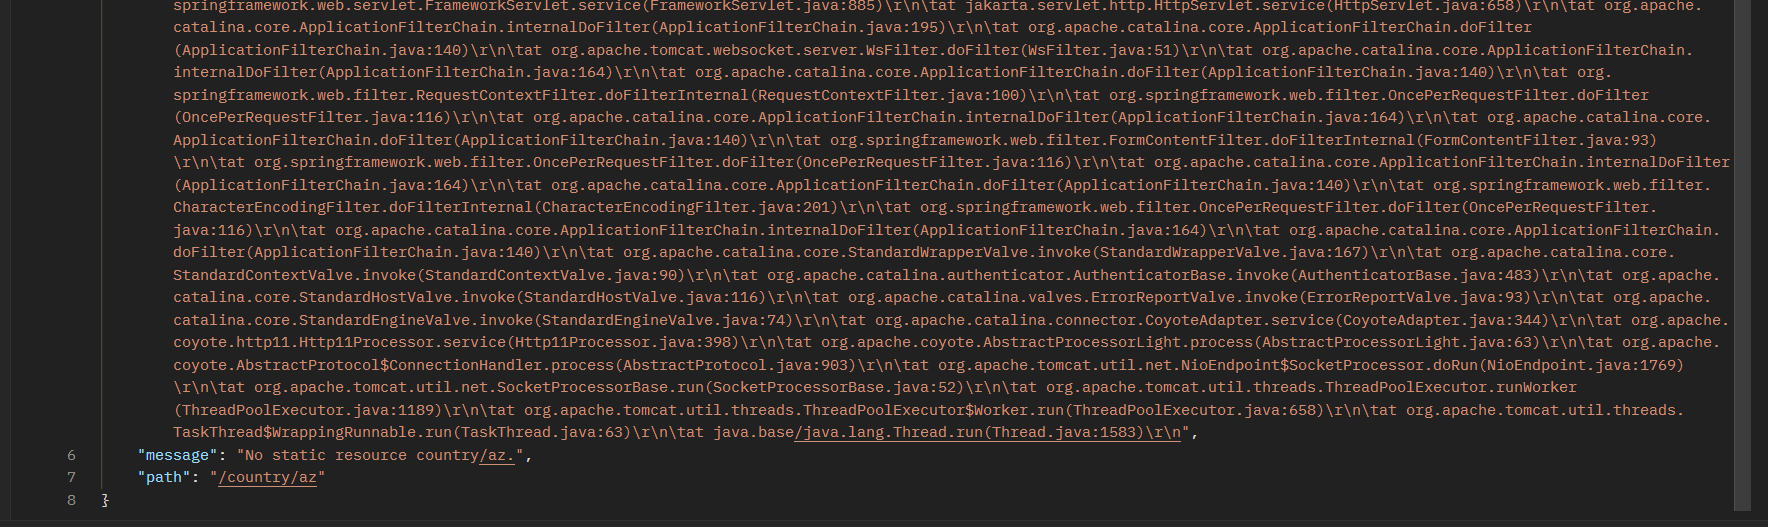 springframework.web.servlet.FrameworkServlet.service(FrameworkServlet.java:885)\r\n\tat jakarta.servlet.http.HttpServlet.service(HttpServlet.java:658)\r\n\tat org.apache.
catalina.core.ApplicationFilterChain.internalDoFilter(ApplicationFilterChain.java:195)\r\n\tat org.apache.catalina.core.ApplicationFilterChain.doFilter
(ApplicationFilterChain.java:140)\r\n\tat org.apache.tomcat.websocket.server.WsFilter.doFilter(WsFilter.java:51)\r\n\tat org.apache.catalina.core.ApplicationFilterChain.
internalDoFilter(ApplicationFilterChain.java:164)\r\n\tat org.apache.catalina.core.ApplicationFilterChain.doFilter(ApplicationFilterChain.java:140)\r\n\tat org.
springframework.web.filter.RequestContextFilter.doFilterInternal(RequestContextFilter.java:100)\r\n\tat org.springframework.web.filter.OncePerRequestFilter.doFilter
(OncePerRequestFilter.java:116)\r\n\tat org.apache.catalina.core.ApplicationFilterChain.internalDoFilter(ApplicationFilterChain.java:164)\r\n\tat org.apache.catalina.core.
ApplicationFilterChain.doFilter(ApplicationFilterChain.java:140)\r\n\tat org.springframework.web.filter.FormContentFilter.doFilterInternal(FormContentFilter.java:93)
\r\n\tat org.springframework.web.filter.OncePerRequestFilter.doFilter(OncePerRequestFilter.java:116)\r\n\tat org.apache.catalina.core.ApplicationFilterChain.internalDoFilter
(ApplicationFilterChain.java:164)\r\n\tat org.apache.catalina.core.ApplicationFilterChain.doFilter(ApplicationFilterChain.java:140)\r\n\tat org.springframework.web.filter.
CharacterEncodingFilter.doFilterInternal(CharacterEncodingFilter.java:201)\r\n\tat org.springframework.web.filter.OncePerRequestFilter.doFilter(OncePerRequestFilter.
java:116)\r\n\tat org.apache.catalina.core.ApplicationFilterChain.internalDoFilter(ApplicationFilterChain.java:164)\r\n\tat org.apache.catalina.core.ApplicationFilterChain.
doFilter(ApplicationFilterChain.java:140)\r\n\tat org.apache.catalina.core.StandardWrapperValve.invoke(StandardWrapperValve.java:167)\r\n\tat org.apache.catalina.core.
StandardContextValve.invoke(StandardContextValve.java:90)\r\n\tat org.apache.catalina.authenticator.AuthenticatorBase.invoke(AuthenticatorBase.java:483)\r\n\tat org.apache.
catalina.core.StandardHostValve.invoke(StandardHostValve.java:116)\r\n\tat org.apache.catalina.valves.ErrorReportValve.invoke(ErrorReportValve.java:93)\r\n\tat org.apache.
catalina.core.StandardEngineValve.invoke(StandardEngineValve.java:74)\r\n\tat org.apache.catalina.connector.CoyoteAdapter.service(CoyoteAdapter.java:344)\r\n\tat org.apache.
coyote.http11.Http11Processor.service(Http11Processor.java:398)\r\n\tat org.apache.coyote.AbstractProcessorLight.process(AbstractProcessorLight.java:63)\r\n\tat org.apache.
coyote.AbstractProtocol$ConnectionHandler.process(AbstractProtocol.java:903)\r\n\tat org.apache.tomcat.util.net.NioEndpoint$SocketProcessor.doRun(NioEndpoint.java:1769)
\r\n\tat org.apache.tomcat.util.net.SocketProcessorBase.run(SocketProcessorBase.java:52)\r\n\tat org.apache.tomcat.util.threads.ThreadPoolExecutor.runWorker
(ThreadPoolExecutor.java:1189)\r\n\tat org.apache.tomcat.util.threads.ThreadPoolExecutor$Worker.run(ThreadPoolExecutor.java:658)\r\n\tat org.apache.tomcat.util.threads.
TaskThread$WrappingRunnable.run(TaskThread.java:63)\r\n\tat java.base/java.lang.Thread.run(Thread.java:1583)\r\n",
6 "message": "No static resource country/az.",
7 "path": "/country/az"
8 }